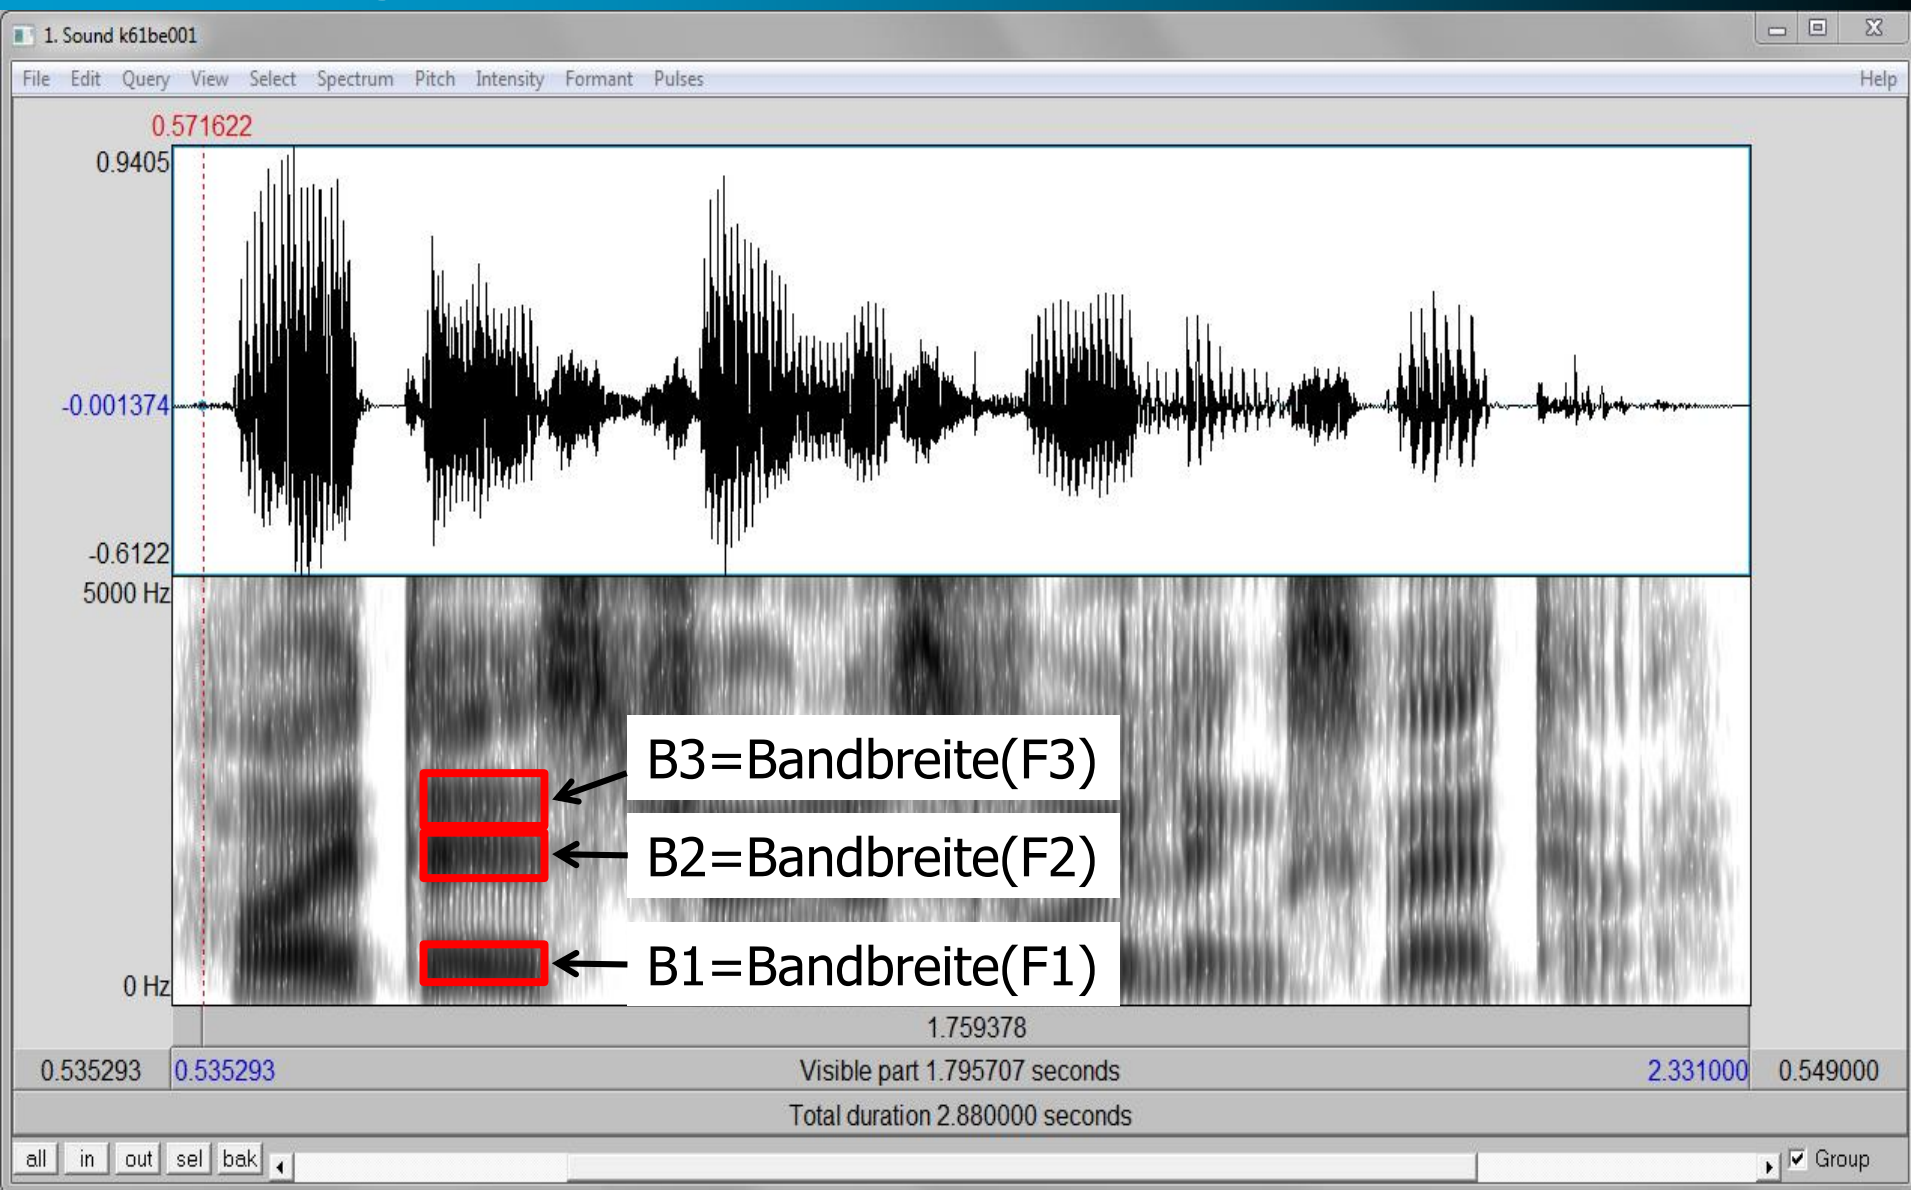 1. Sound k61be001
File Edit Query View Select Spectrum Pitch Intensity Formant Pulses Help
0.571622
0.9405
-0.001374
-0.6122
5000 Hz
B3=Bandbreite(F3)
B2=Bandbreite(F2)
B1=Bandbreite(F1)
0 Hz
1.759378
0.535293 0.535293 Visible part 1.795707 seconds 2.331000 0.549000
Total duration 2.880000 seconds
all in out sel bak Group